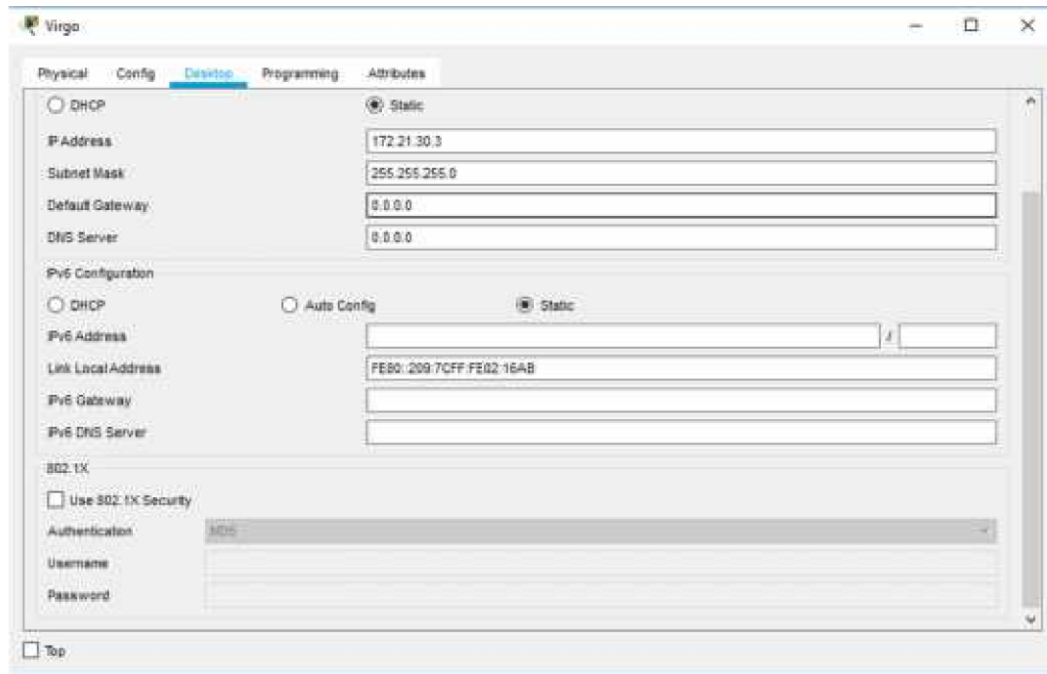 Virgo
Physical Config Desktop Programming Attributes
DHCP Static
IP Address 172.21.30.3
Subnet Mask 255.255.255.0
Default Gateway 0.0.0.0
DNS Server 0.0.0.0
IPv6 Configuration
DHCP Auto Config Static
IPv6 Address /
Link Local Address FE80::209:7CFF:FE02:16AB
IPv6 Gateway
IPv6 DNS Server
802.1X
Use 802.1X Security
Authentication MD5
Username
Password
Top